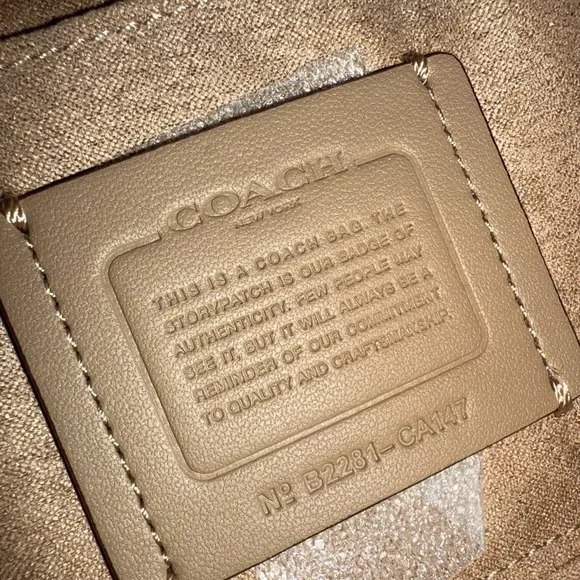 COACH
NEW YORK
THIS IS A COACH BAG. THE
STORYPATCH IS OUR BADGE OF
AUTHENTICITY. FEW PEOPLE MAY
SEE IT, BUT IT WILL ALWAYS BE A
REMINDER OF OUR COMMITMENT
TO QUALITY AND CRAFTSMANSHIP.
Nº B2281-CA147